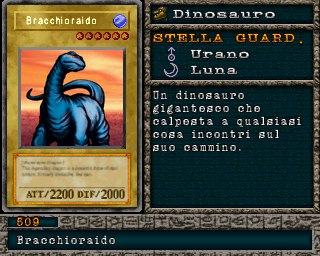 Bracchioraido
ATT/2200 DIF/2000
Dinosauro
STELLA GUARD.
Urano
Luna
Un dinosauro
gigantesco che
calpesta a qualsiasi
cosa incontri sul
suo cammino.
509
Bracchioraido